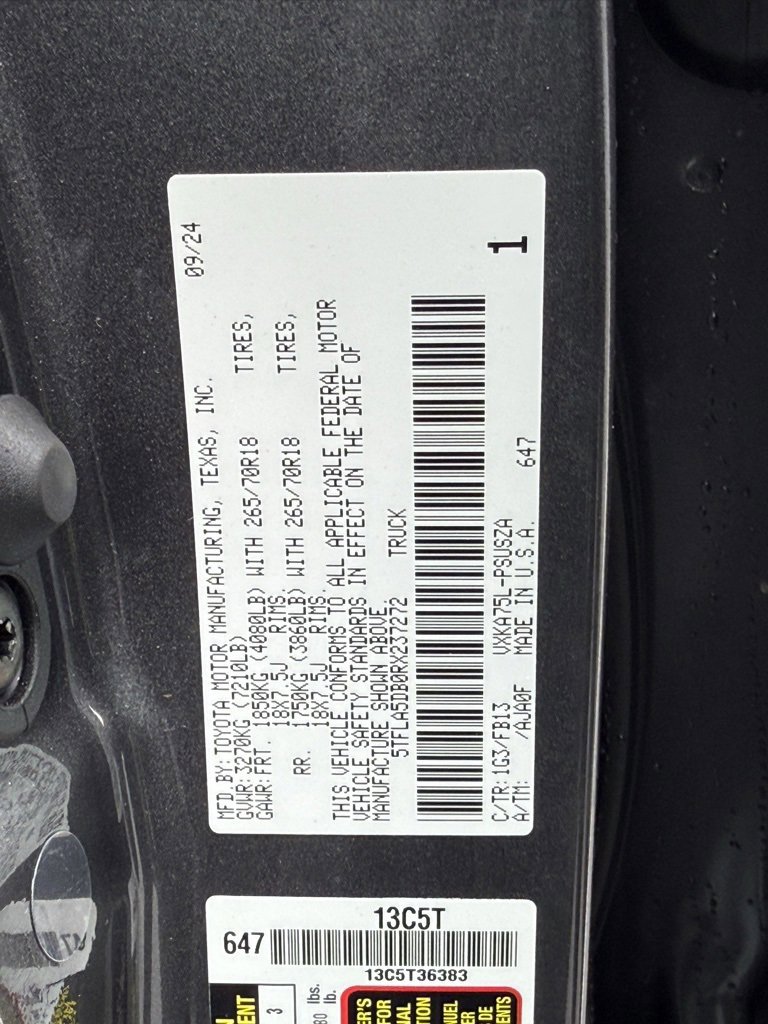 MFD.BY:TOYOTA MOTOR MANUFACTURING, TEXAS, INC. 09/24
GVWR:3270KG (7210LB)
GAWR:FRT. 1850KG (4080LB) WITH 265/70R18 TIRES,
18X7.5J RIMS.
RR. 1750KG (3860LB) WITH 265/70R18 TIRES,
18X7.5J RIMS.
THIS VEHICLE CONFORMS TO ALL APPLICABLE FEDERAL MOTOR
VEHICLE SAFETY STANDARDS IN EFFECT ON THE DATE OF
MANUFACTURE SHOWN ABOVE.
5TFLA5DB0RX237272 TRUCK
C/TR:1G3/FB13 VXKA75L-PSUSZA 647 1
A/TM: /AJA0F MADE IN U.S.A.
13C5T
647
13C5T36383
3
lbs.
lb.